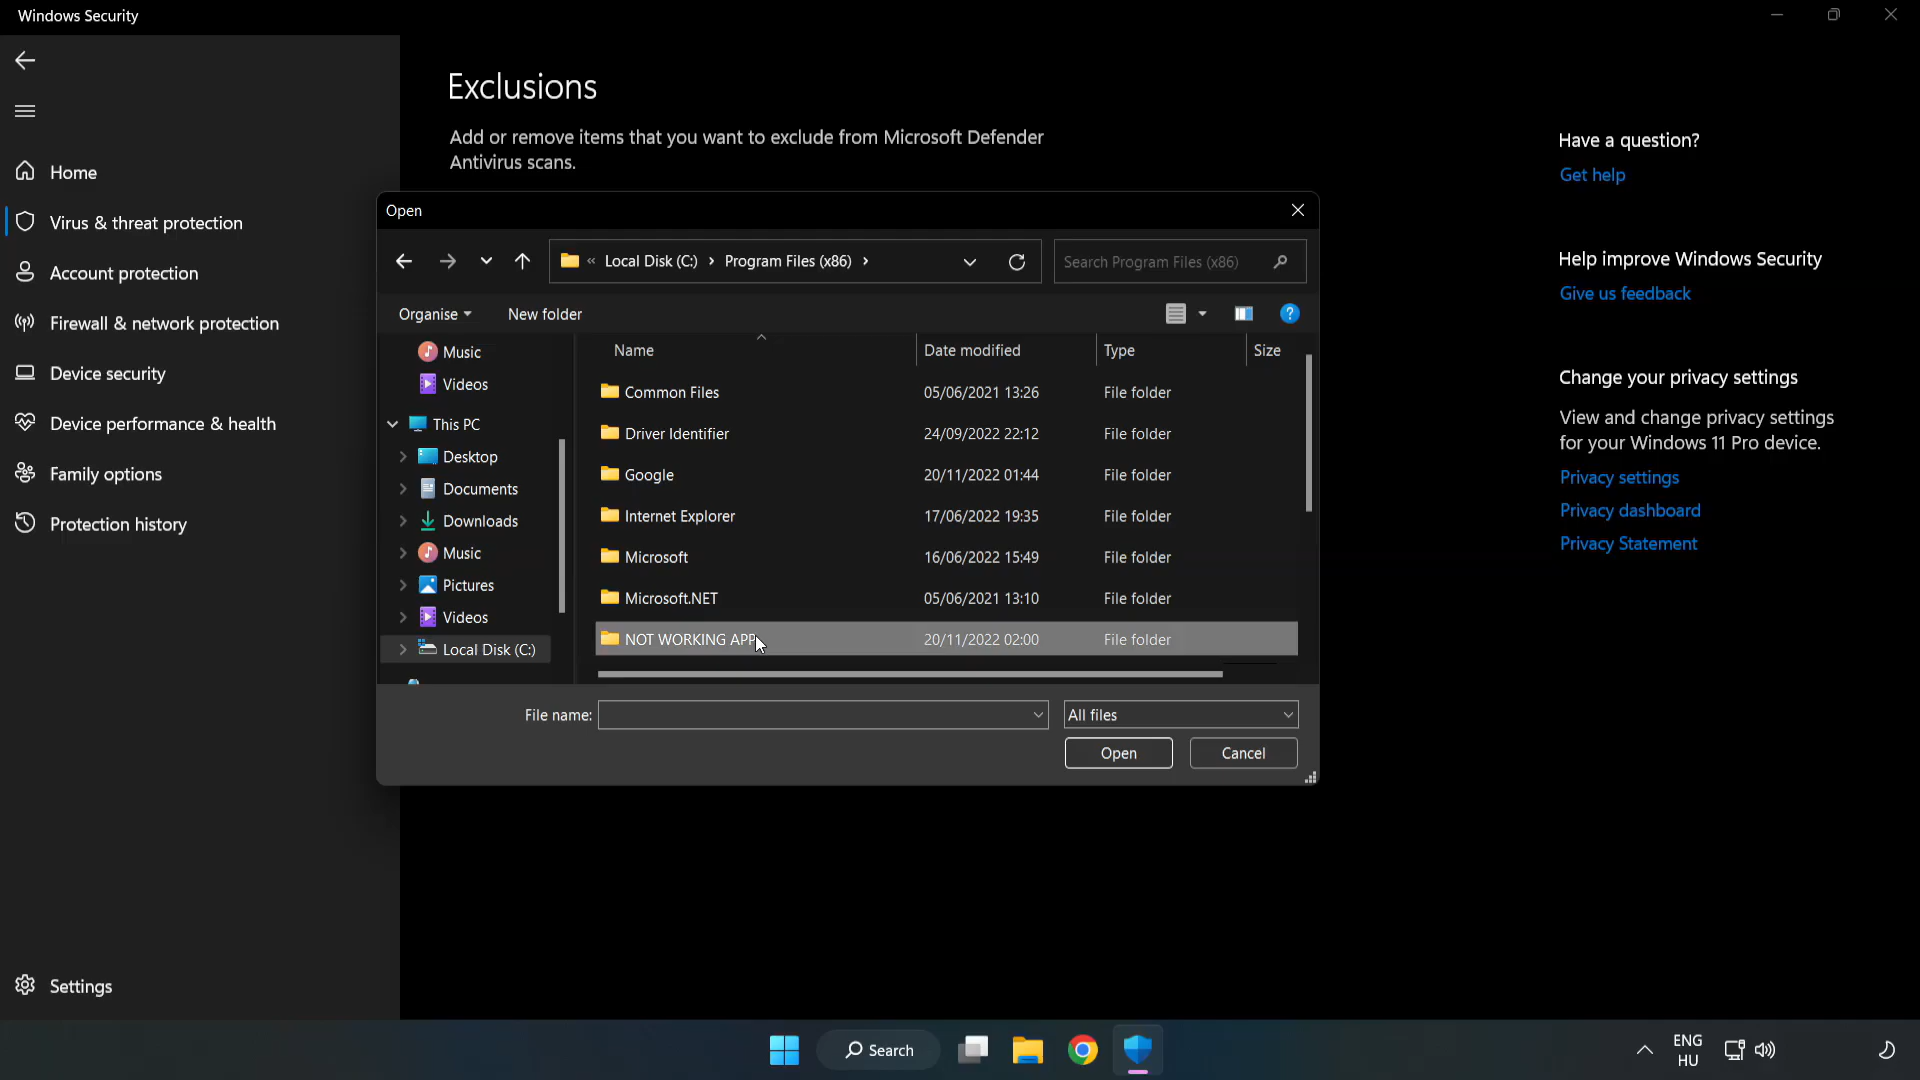 Windows Security
Home
Virus & threat protection
Account protection
Firewall & network protection
Device security
Device performance & health
Family options
Protection history
Settings
Exclusions
Add or remove items that you want to exclude from Microsoft Defender
Antivirus scans.
Open
« Local Disk (C:) › Program Files (x86) ›
Search Program Files (x86)
Organise
New folder
Music
Videos
This PC
Desktop
Documents
Downloads
Music
Pictures
Videos
Local Disk (C:)
Name Date modified Type Size
Common Files 05/06/2021 13:26 File folder
Driver Identifier 24/09/2022 22:12 File folder
Google 20/11/2022 01:44 File folder
Internet Explorer 17/06/2022 19:35 File folder
Microsoft 16/06/2022 15:49 File folder
Microsoft.NET 05/06/2021 13:10 File folder
NOT WORKING APP 20/11/2022 02:00 File folder
File name:
All files
Open
Cancel
Have a question?
Get help
Help improve Windows Security
Give us feedback
Change your privacy settings
View and change privacy settings
for your Windows 11 Pro device.
Privacy settings
Privacy dashboard
Privacy Statement
Search
ENG
HU